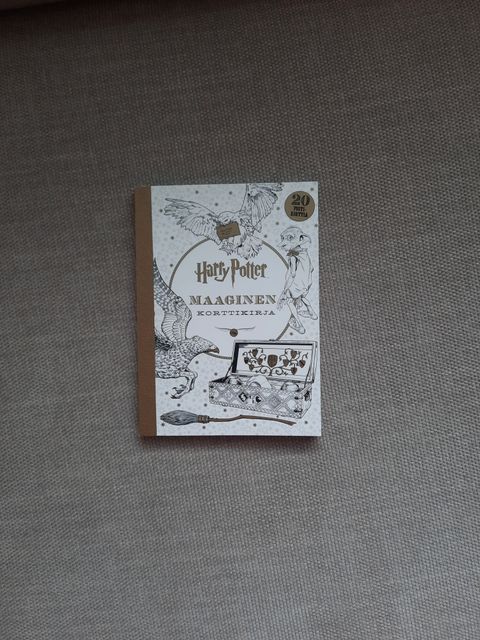 20
POSTI-
KORTTIA
Harry Potter
MAAGINEN
KORTTIKIRJA